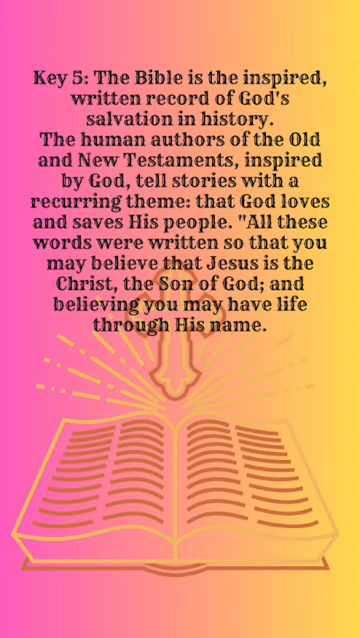 Key 5: The Bible is the inspired,
written record of God's
salvation in history.
The human authors of the Old
and New Testaments, inspired
by God, tell stories with a
recurring theme: that God loves
and saves His people. "All these
words were written so that you
may believe that Jesus is the
Christ, the Son of God; and
believing you may have life
through His name.